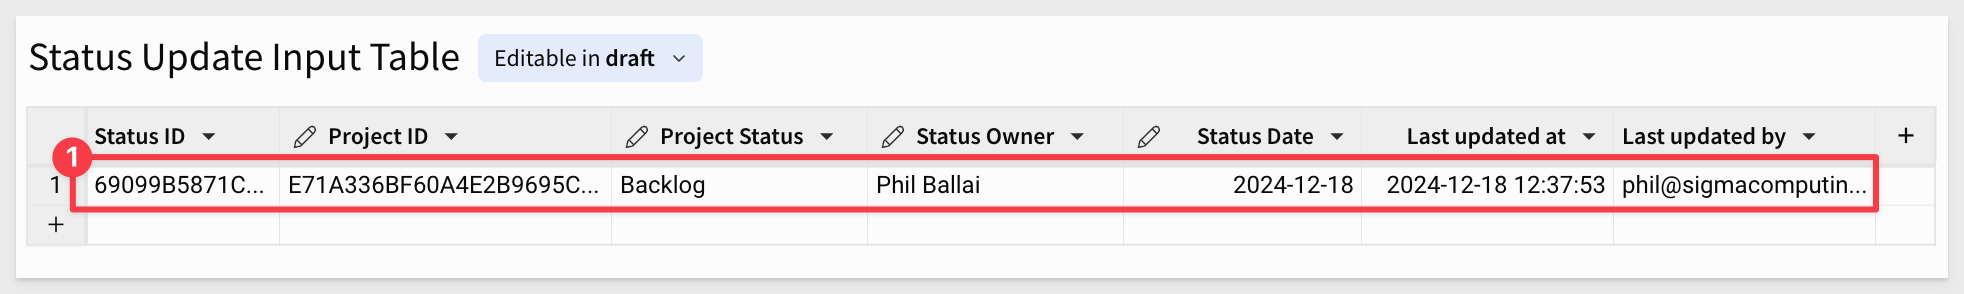 Status Update Input Table Editable in draft
Status ID Project ID Project Status Status Owner Status Date Last updated at Last updated by +
1
1 69099B5871C... E71A336BF60A4E2B9695C... Backlog Phil Ballai 2024-12-18 2024-12-18 12:37:53 phil@sigmacomputin...
+